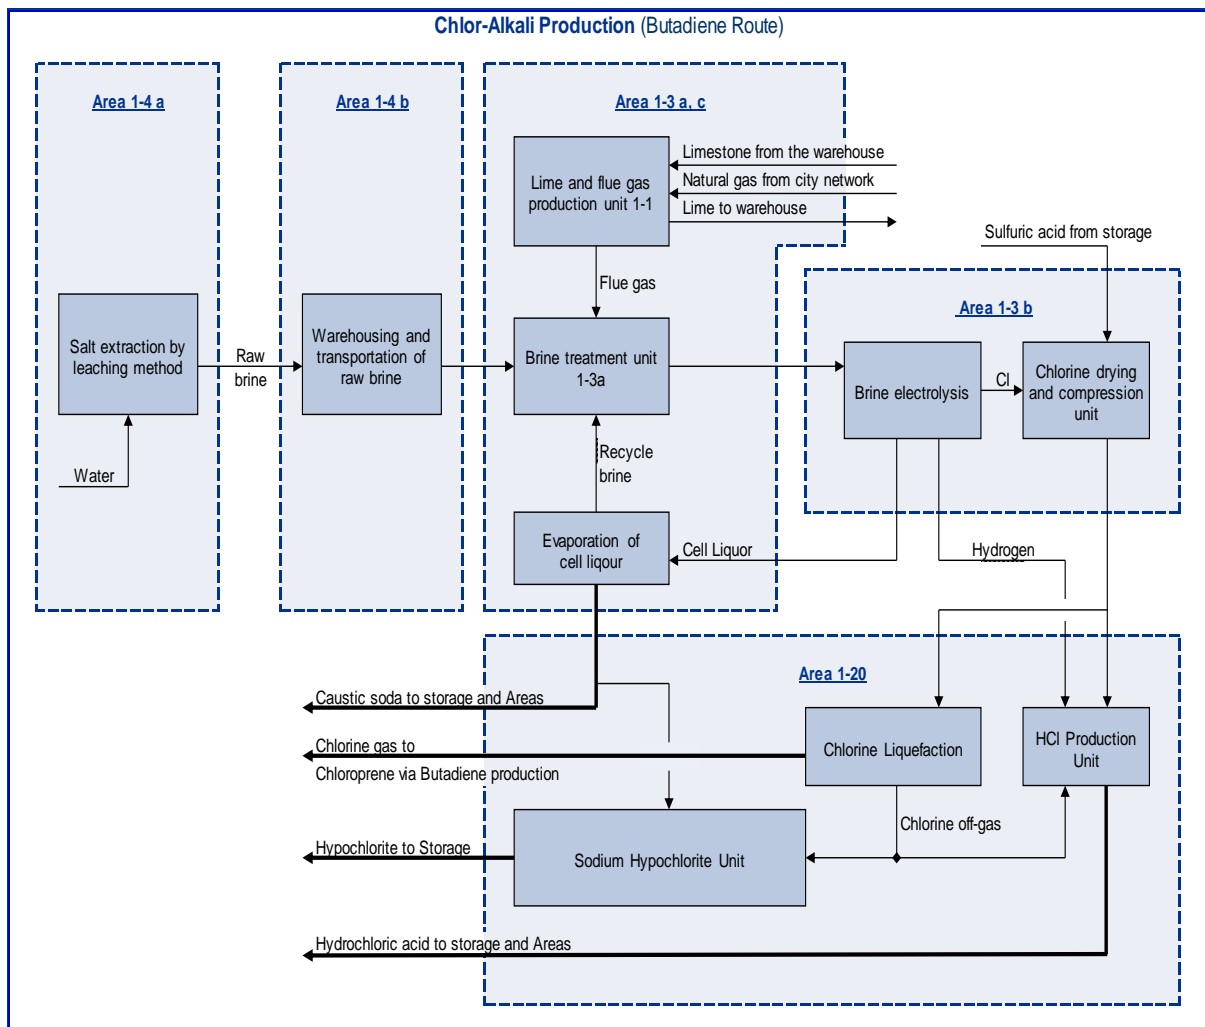 Chlor-Alkali Production (Butadiene Route)
Area 1-4 a
Area 1-4 b
Area 1-3 a, c
Lime and flue gas
production unit 1-1
Limestone from the warehouse
Natural gas from city network
Lime to warehouse
Sulfuric acid from storage
Flue gas
Area 1-3 b
Salt extraction by
leaching method
Raw
brine
Warehousing and
transportation of
raw brine
Brine treatment unit
1-3a
Brine electrolysis
Cl
Chlorine drying
and compression
unit
Water
Recycle
brine
Evaporation of
cell liqour
Cell Liquor
Hydrogen
Area 1-20
Caustic soda to storage and Areas
Chlorine gas to
Chloroprene via Butadiene production
Chlorine Liquefaction
HCl Production
Unit
Chlorine off-gas
Hypochlorite to Storage
Sodium Hypochlorite Unit
Hydrochloric acid to storage and Areas